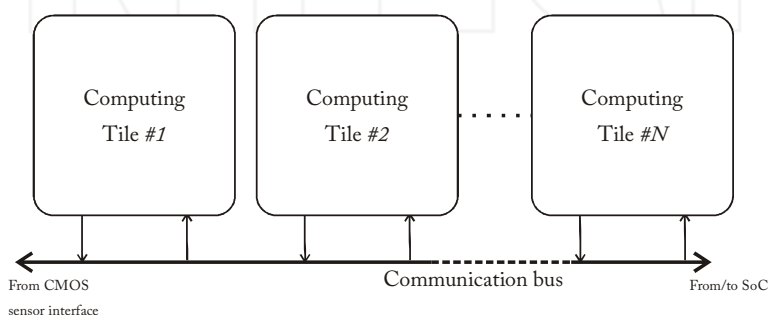 Computing
Tile #1
Computing
Tile #2
Computing
Tile #N
Communication bus
From CMOS
sensor interface
From/to SoC